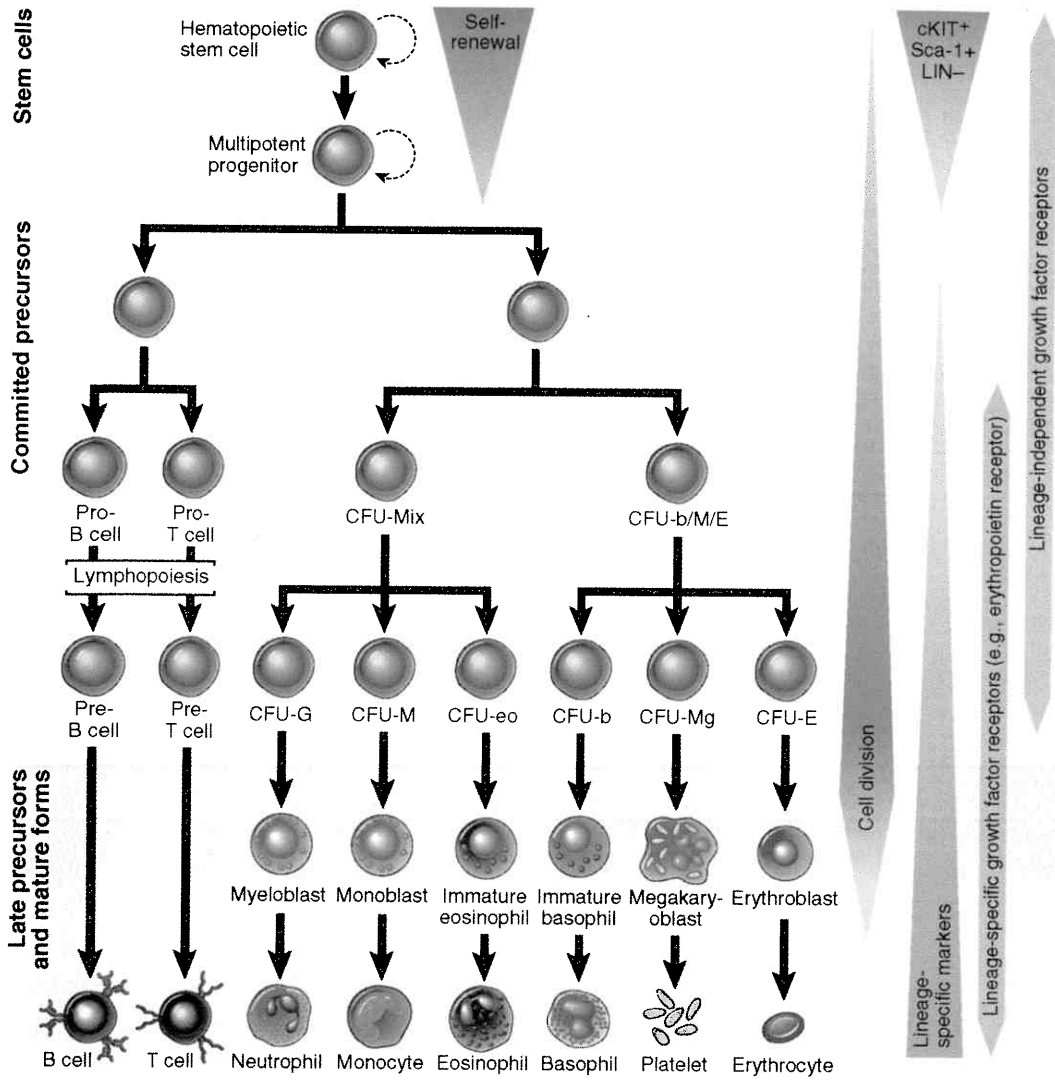 Stem cells
Hematopoietic
stem cell
Self-
renewal
cKIT+
Sca-1+
LIN–
Multipotent
progenitor
Committed precursors
Pro-
B cell
Pro-
T cell
CFU-Mix
CFU-b/M/E
Lymphopoiesis
Pre-
B cell
Pre-
T cell
CFU-G
CFU-M
CFU-eo
CFU-b
CFU-Mg
CFU-E
Late precursors
and mature forms
Myeloblast
Monoblast
Immature
eosinophil
Immature
basophil
Megakary-
oblast
Erythroblast
B cell
T cell
Neutrophil
Monocyte
Eosinophil
Basophil
Platelet
Erythrocyte
Cell division
Lineage-
specific markers
Lineage-specific growth factor receptors (e.g., erythropoietin receptor)
Lineage-independent growth factor receptors